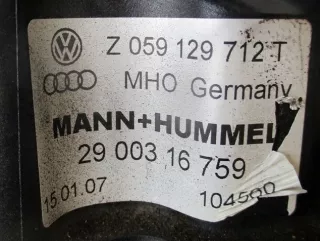 Z 059 129 712 T
MHO Germany
MANN+HUMMEL
29 003 16 759
15.01.07 104500